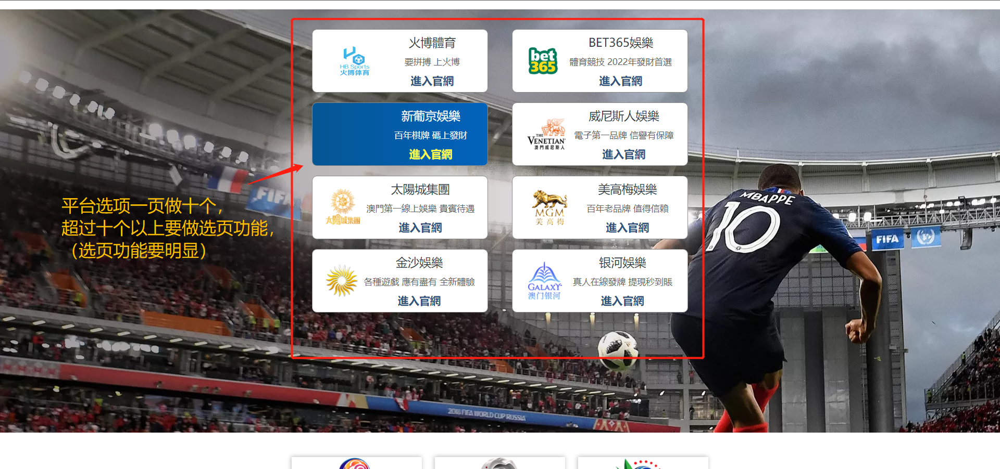 火博體育
要拼搏 上火博
進入官網
HB Sports
火博体育
BET365娛樂
體育競技 2022年發財首選
進入官網
bet
365
新葡京娛樂
百年棋牌 碼上發財
進入官網
威尼斯人娛樂
電子第一品牌 信譽有保障
進入官網
THE
VENETIAN
澳門威尼斯人
太陽城集團
澳門第一線上娛樂 貴賓待遇
進入官網
太陽城集團
美高梅娛樂
百年老品牌 值得信賴
進入官網
MGM
美高梅
金沙娛樂
各種遊戲 應有盡有 全新體驗
進入官網
银河娛樂
真人在線發牌 提現秒到賬
進入官網
GALAXY
澳门银河
平台选项一页做十个，
超过十个以上要做选页功能，
（选页功能要明显）
FIFA
MBAPPE
10
FIFA
2018 FIFA WORLD CUP RUSSIA